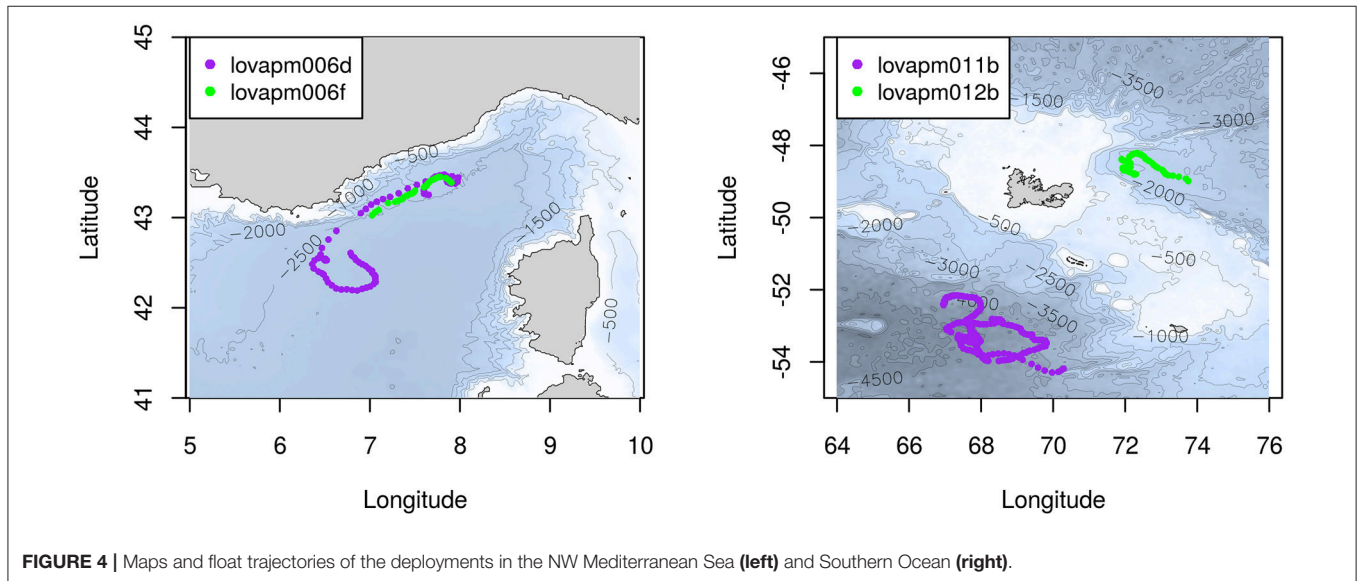 45
44
43
42
41
Latitude
lovapm006d
lovapm006f
-500
-1000
-2000
-2500
-1500
-500
5 6 7 8 9 10
Longitude
-46
-48
-50
-52
-54
Latitude
lovapm011b
lovapm012b
-3500
-1500
-3000
-2000
-2000
-500
-500
-3000
-2500
-3500
-1000
-4500
64 66 68 70 72 74 76
Longitude
FIGURE 4 | Maps and float trajectories of the deployments in the NW Mediterranean Sea (left) and Southern Ocean (right).